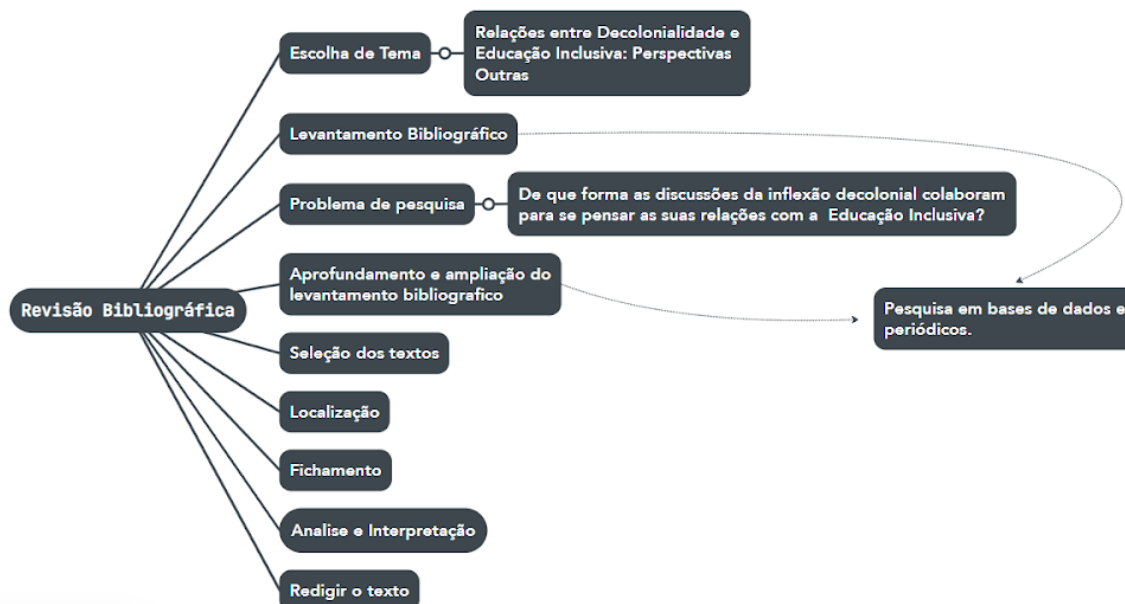 Escolha de Tema
Relações entre Decolonialidade e
Educação Inclusiva: Perspectivas
Outras
Levantamento Bibliográfico
Problema de pesquisa
De que forma as discussões da inflexão decolonial colaboram
para se pensar as suas relações com a Educação Inclusiva?
Aprofundamento e ampliação do
levantamento bibliografico
Revisão Bibliográfica
Pesquisa em bases de dados e
periódicos.
Seleção dos textos
Localização
Fichamento
Analise e Interpretação
Redigir o texto